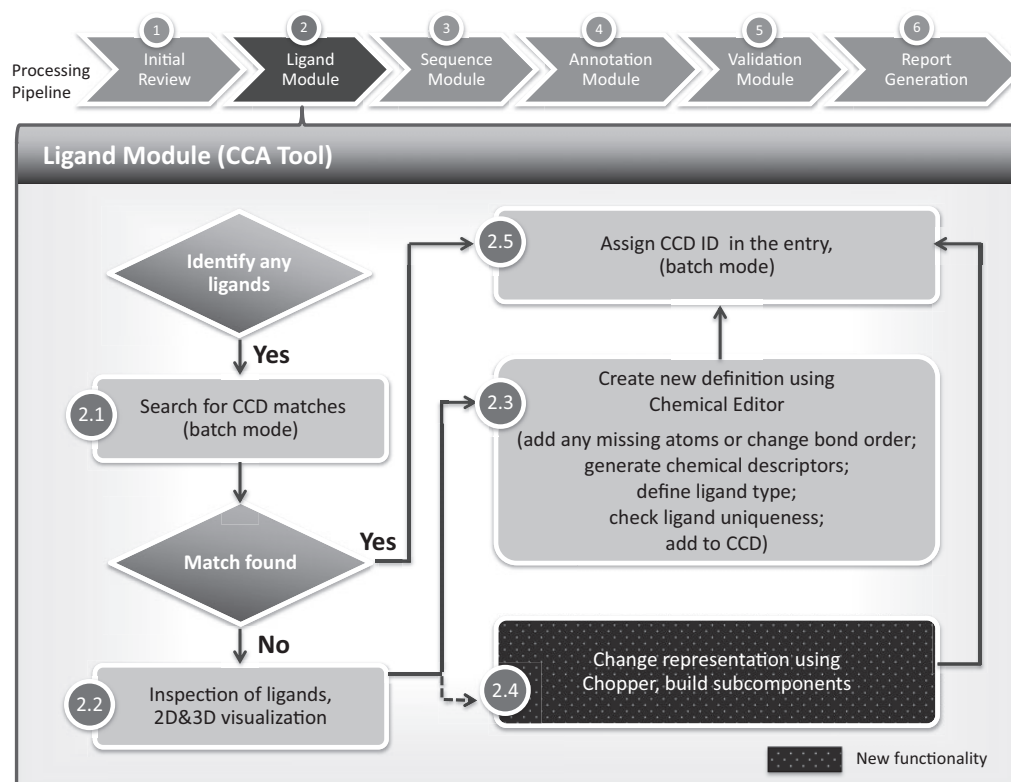 Processing
Pipeline
1
Initial
Review
2
Ligand
Module
3
Sequence
Module
4
Annotation
Module
5
Validation
Module
6
Report
Generation
Ligand Module (CCA Tool)
Identify any
ligands
Yes
2.1
Search for CCD matches
(batch mode)
Match found
Yes
No
2.2
Inspection of ligands,
2D&3D visualization
2.5
Assign CCD ID in the entry,
(batch mode)
2.3
Create new definition using
Chemical Editor
(add any missing atoms or change bond order;
generate chemical descriptors;
define ligand type;
check ligand uniqueness;
add to CCD)
2.4
Change representation using
Chopper, build subcomponents
New functionality